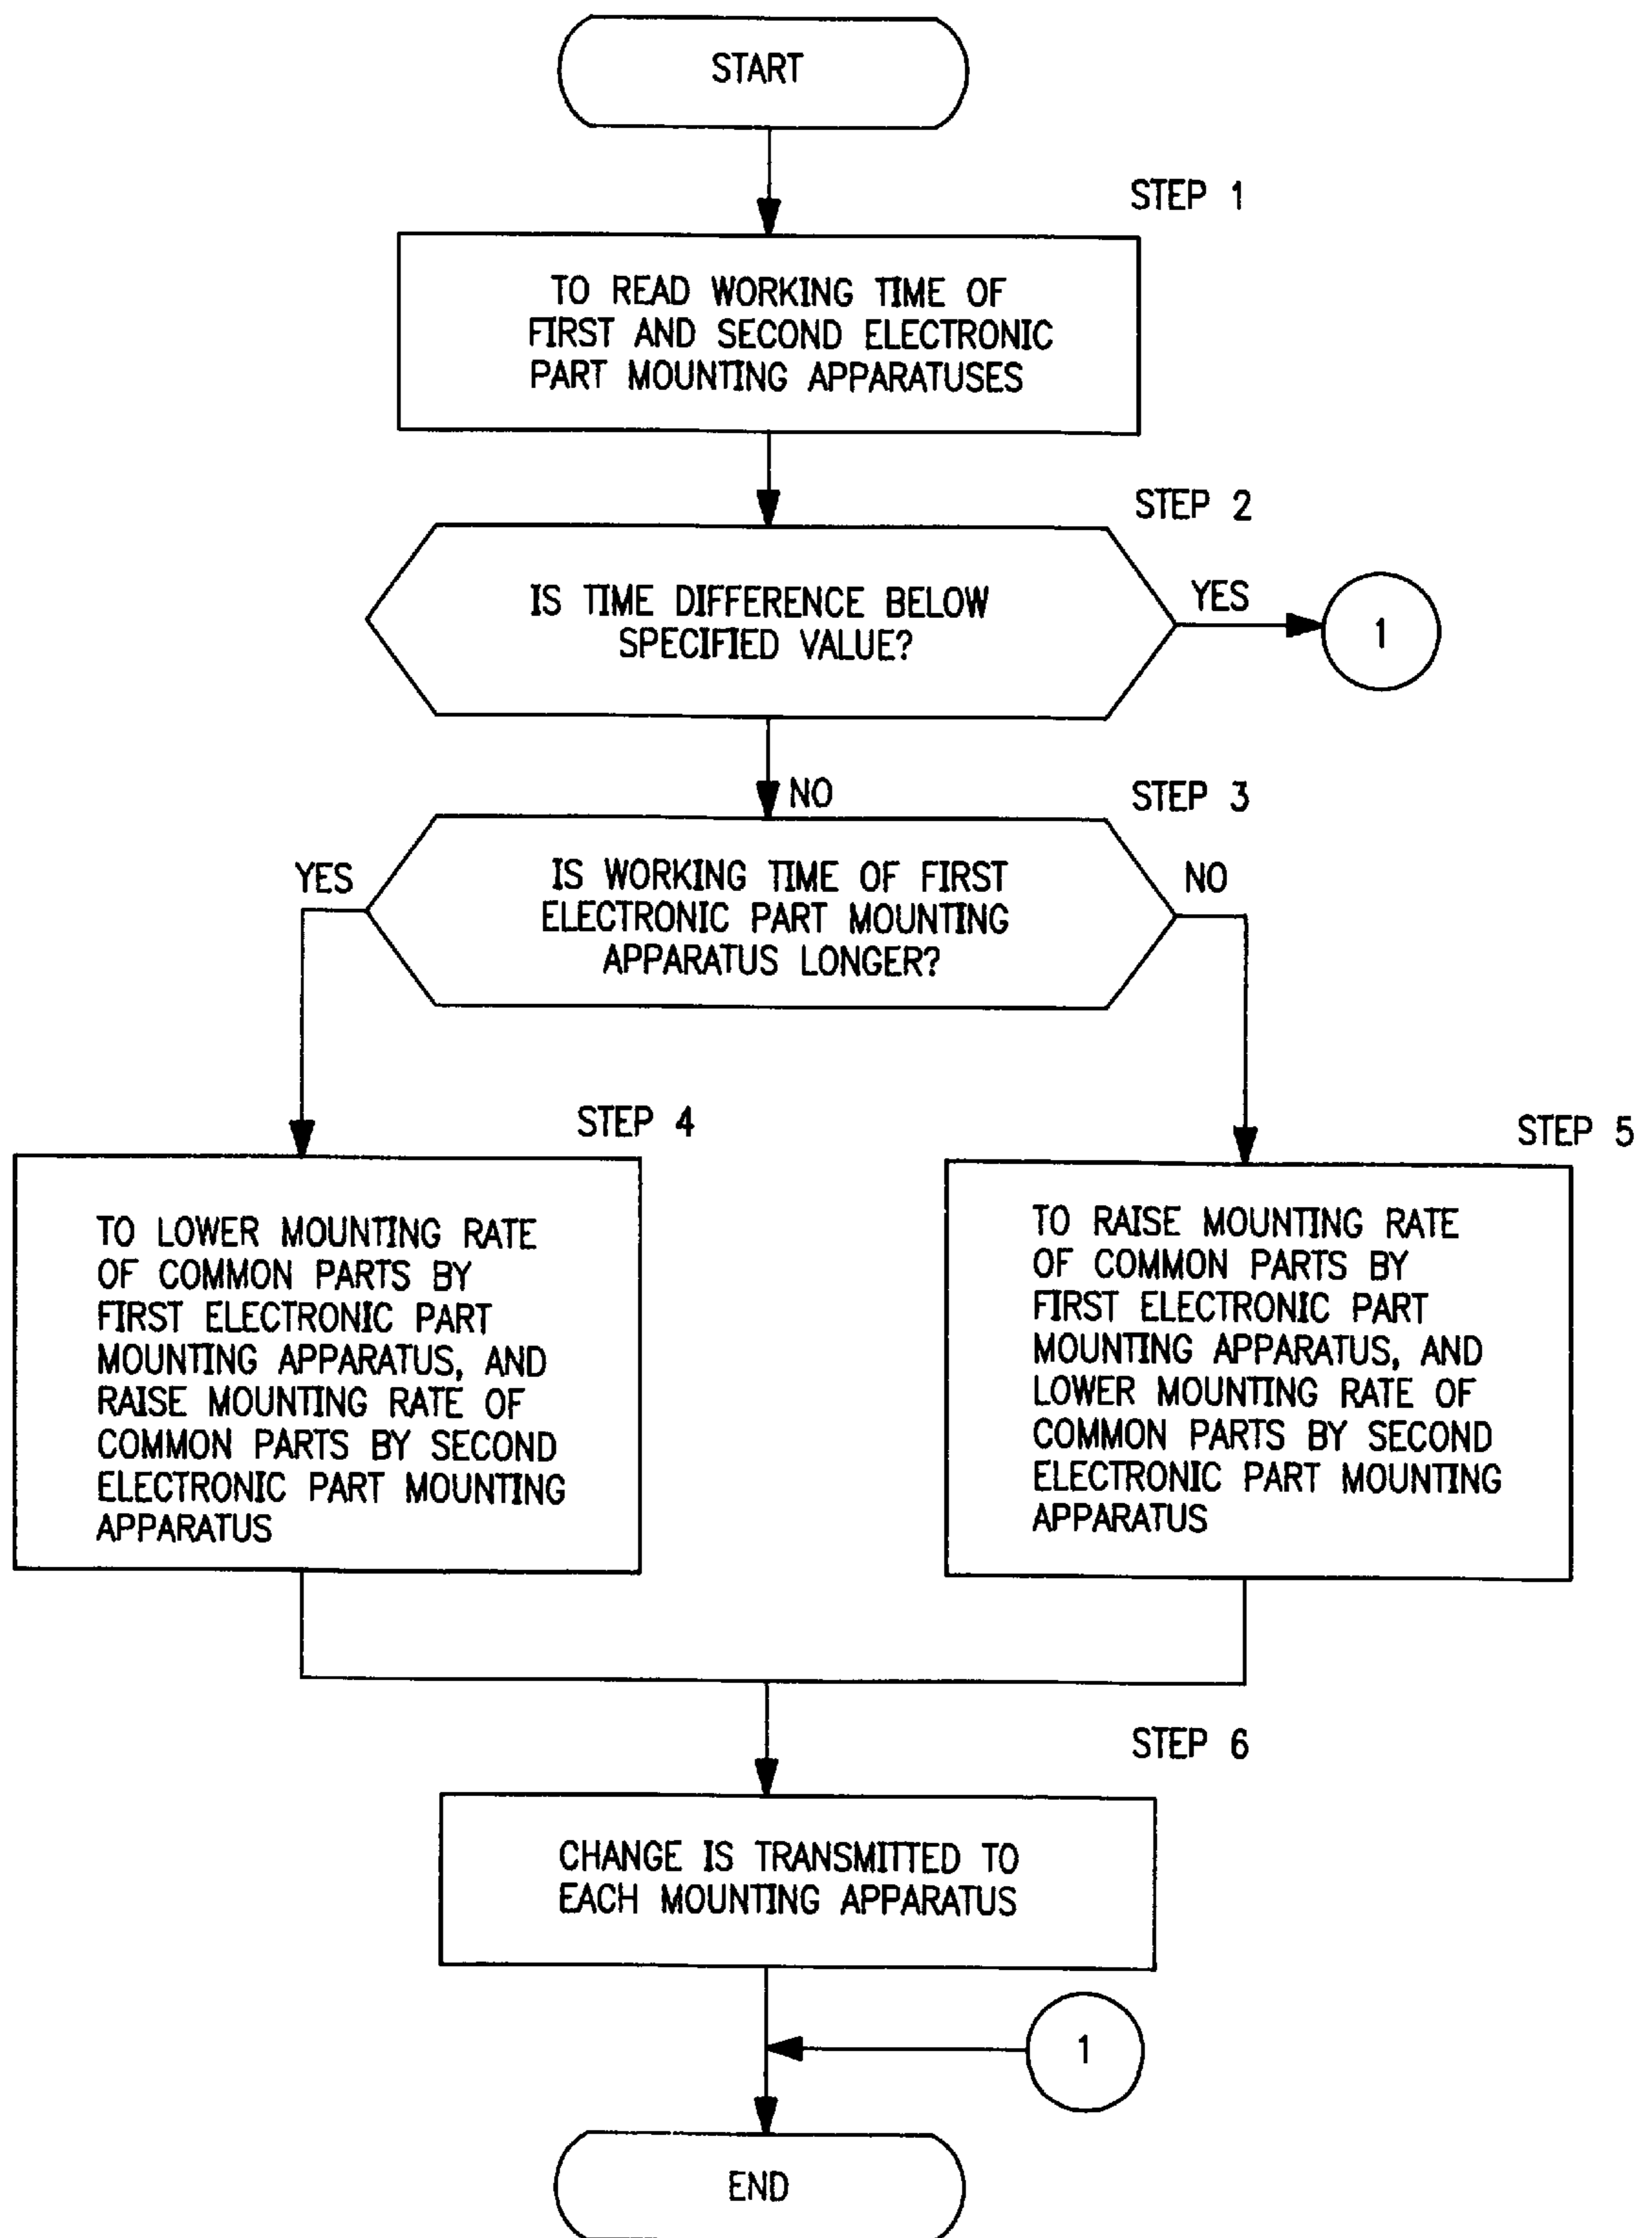 START
STEP 1
TO READ WORKING TIME OF
FIRST AND SECOND ELECTRONIC
PART MOUNTING APPARATUSES
STEP 2
IS TIME DIFFERENCE BELOW
SPECIFIED VALUE?
YES
1
NO
STEP 3
YES
IS WORKING TIME OF FIRST
ELECTRONIC PART MOUNTING
APPARATUS LONGER?
NO
STEP 4
TO LOWER MOUNTING RATE
OF COMMON PARTS BY
FIRST ELECTRONIC PART
MOUNTING APPARATUS, AND
RAISE MOUNTING RATE OF
COMMON PARTS BY SECOND
ELECTRONIC PART MOUNTING
APPARATUS
STEP 5
TO RAISE MOUNTING RATE
OF COMMON PARTS BY
FIRST ELECTRONIC PART
MOUNTING APPARATUS, AND
LOWER MOUNTING RATE OF
COMMON PARTS BY SECOND
ELECTRONIC PART MOUNTING
APPARATUS
STEP 6
CHANGE IS TRANSMITTED TO
EACH MOUNTING APPARATUS
1
END